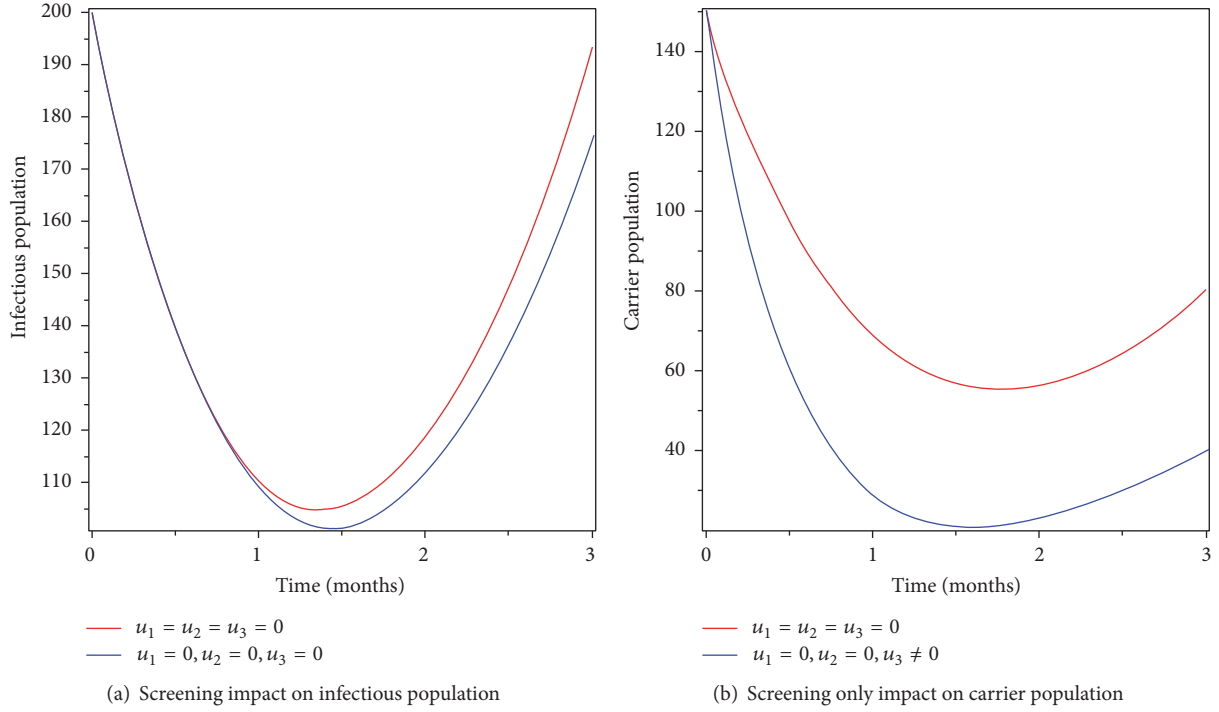 200
190
180
170
160
150
140
130
120
110
Infectious population
0
1
2
3
Time (months)
u₁ = u₂ = u₃ = 0
u₁ = 0, u₂ = 0, u₃ = 0
(a) Screening impact on infectious population
140
120
100
80
60
40
Carrier population
0
1
2
3
Time (months)
u₁ = u₂ = u₃ = 0
u₁ = 0, u₂ = 0, u₃ ≠ 0
(b) Screening only impact on carrier population